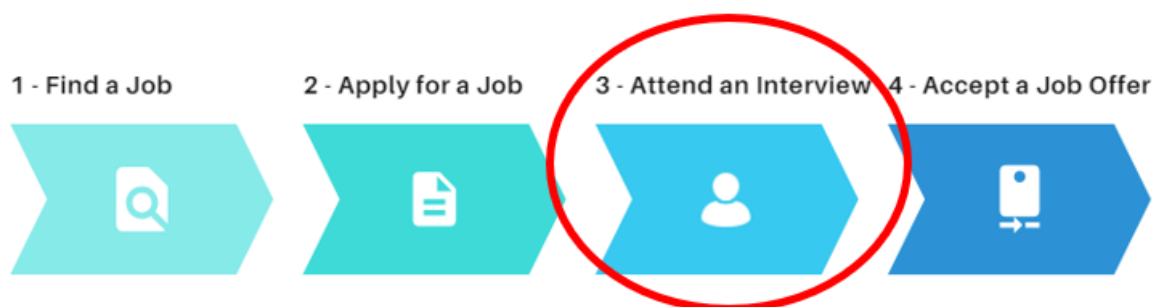 1 - Find a Job
2 - Apply for a Job
3 - Attend an Interview
4 - Accept a Job Offer